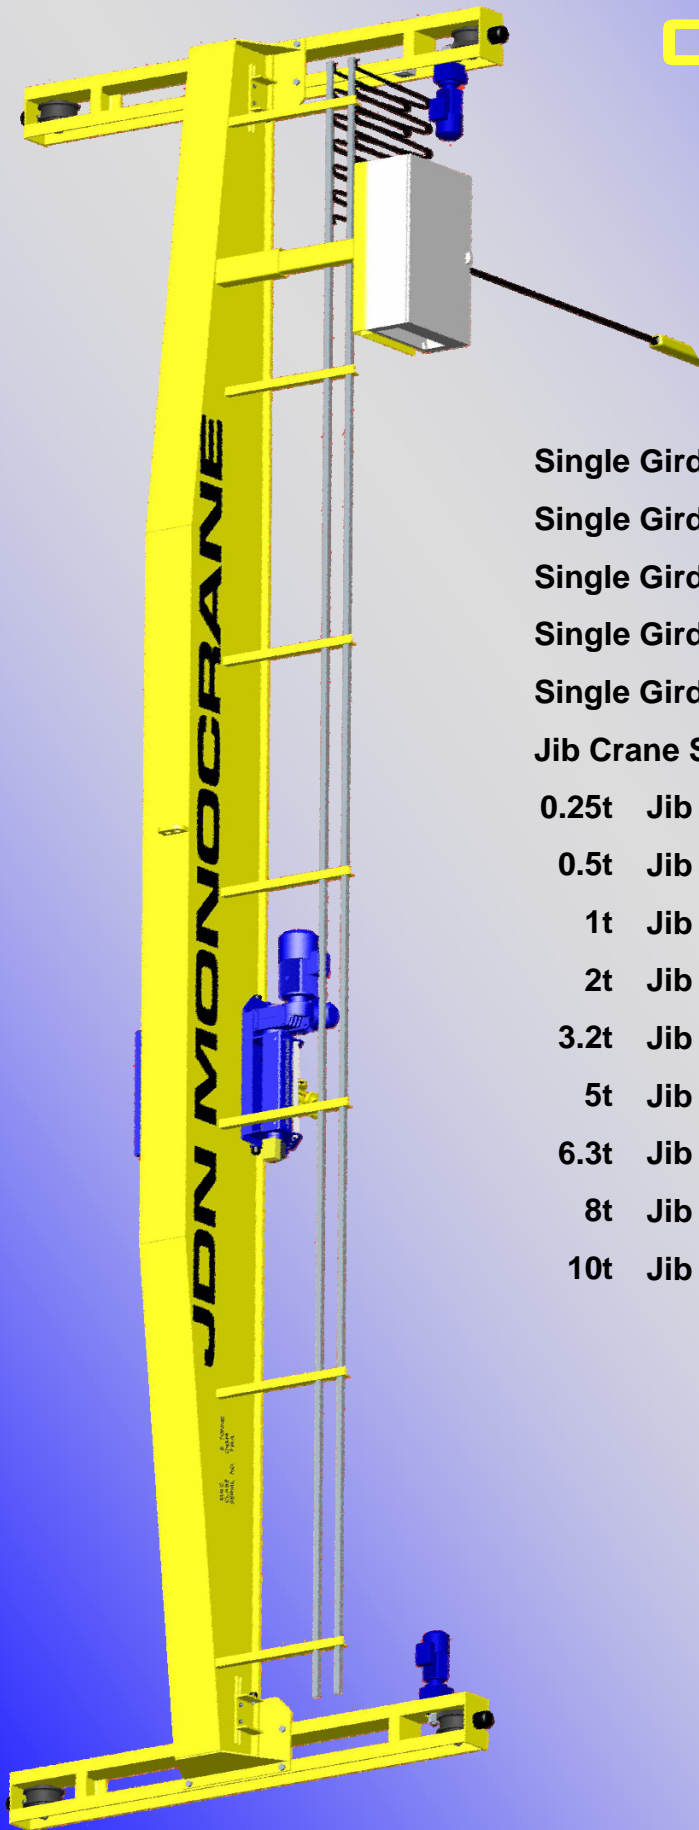 JDN MONOCRANE
Single Gird
Single Gird
Single Gird
Single Gird
Single Gird
Jib Crane S
0.25t Jib
0.5t Jib
1t Jib
2t Jib
3.2t Jib
5t Jib
6.3t Jib
8t Jib
10t Jib